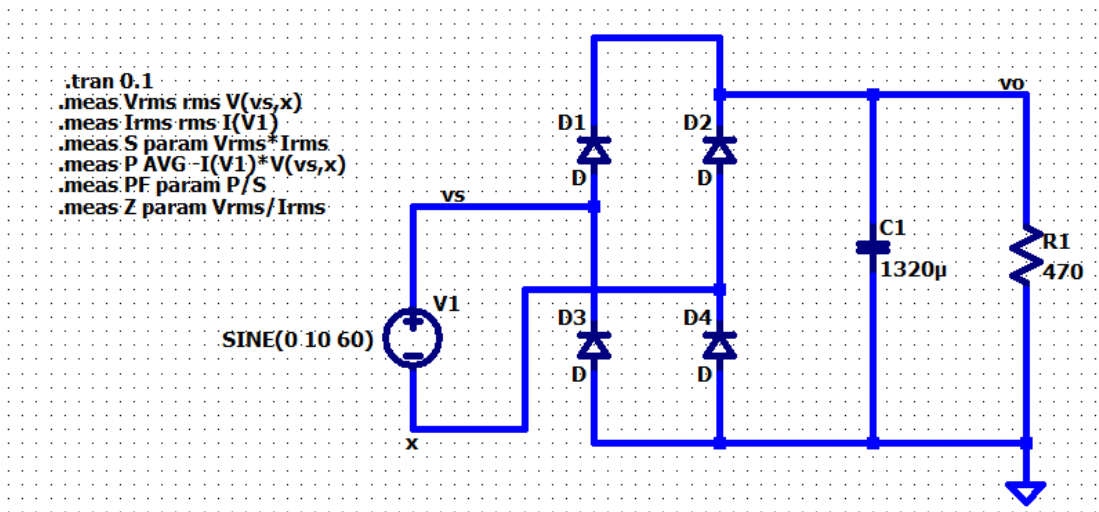 .tran 0.1
.meas Vrms rms V(vs,x)
.meas Irms rms I(V1)
.meas S param Vrms*Irms
.meas P AVG -I(V1)*V(vs,x)
.meas PF param P/S
.meas Z param Vrms/Irms
vo
D1
D2
D
D
vs
C1
1320µ
R1
470
V1
SINE(0 10 60)
D3
D4
D
D
x